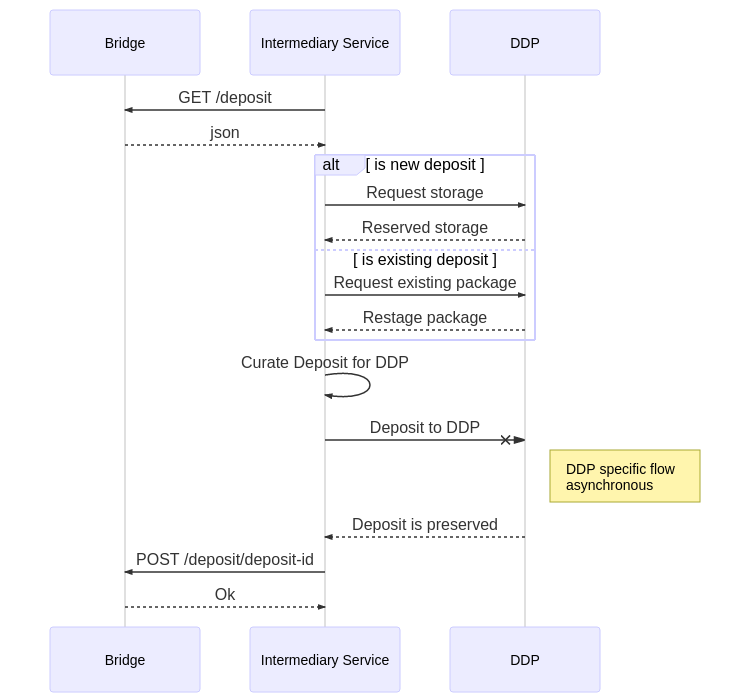 Bridge
Intermediary Service
DDP
GET /deposit
json
alt
[ is new deposit ]
Request storage
Reserved storage
[ is existing deposit ]
Request existing package
Restage package
Curate Deposit for DDP
Deposit to DDP
DDP specific flow
asynchronous
Deposit is preserved
POST /deposit/deposit-id
Ok
Bridge
Intermediary Service
DDP